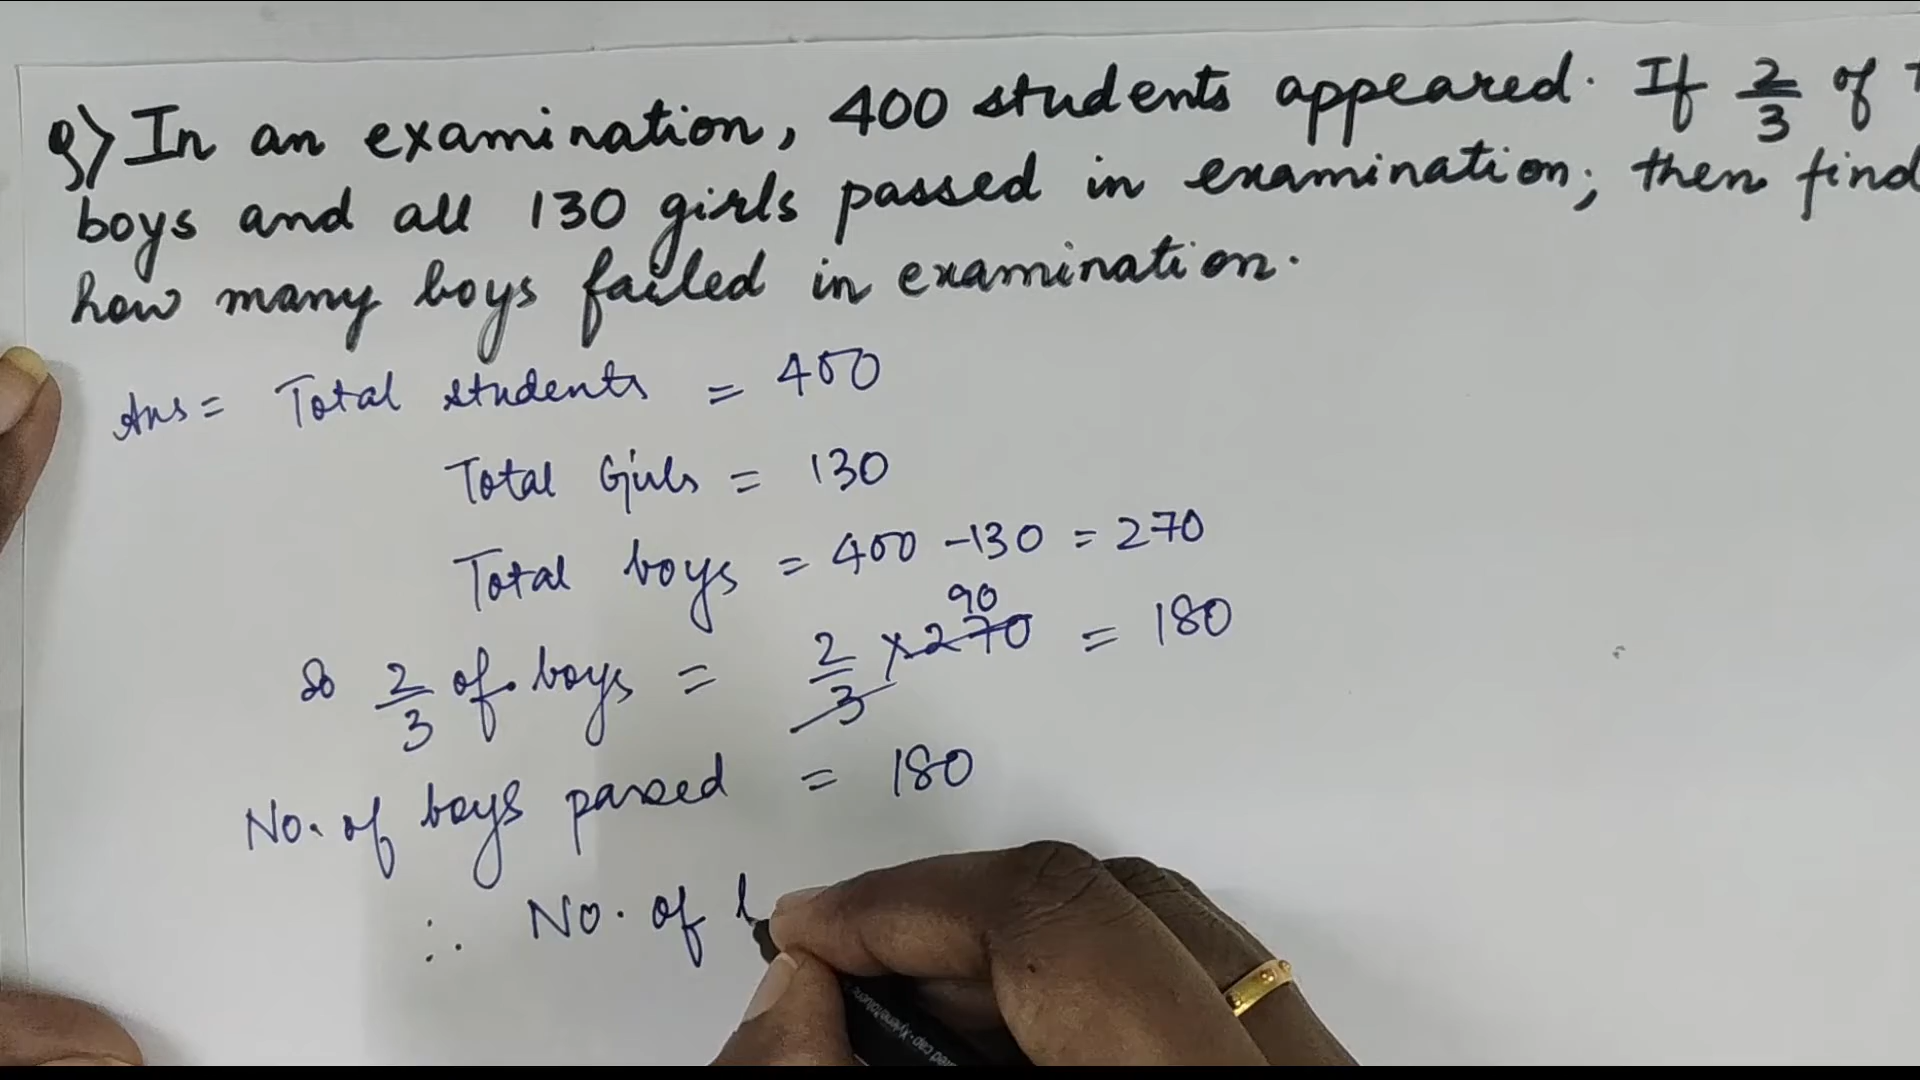 Q) In an examination, 400 students appeared. If 2/3 of
boys and all 130 girls passed in examination; then find
how many boys failed in examination.
Ans = Total students = 400
Total Girls = 130
Total boys = 400 - 130 = 270
90
So 2/3 of boys = 2/3 x 270 = 180
No. of boys passed = 180
∴ No. of b